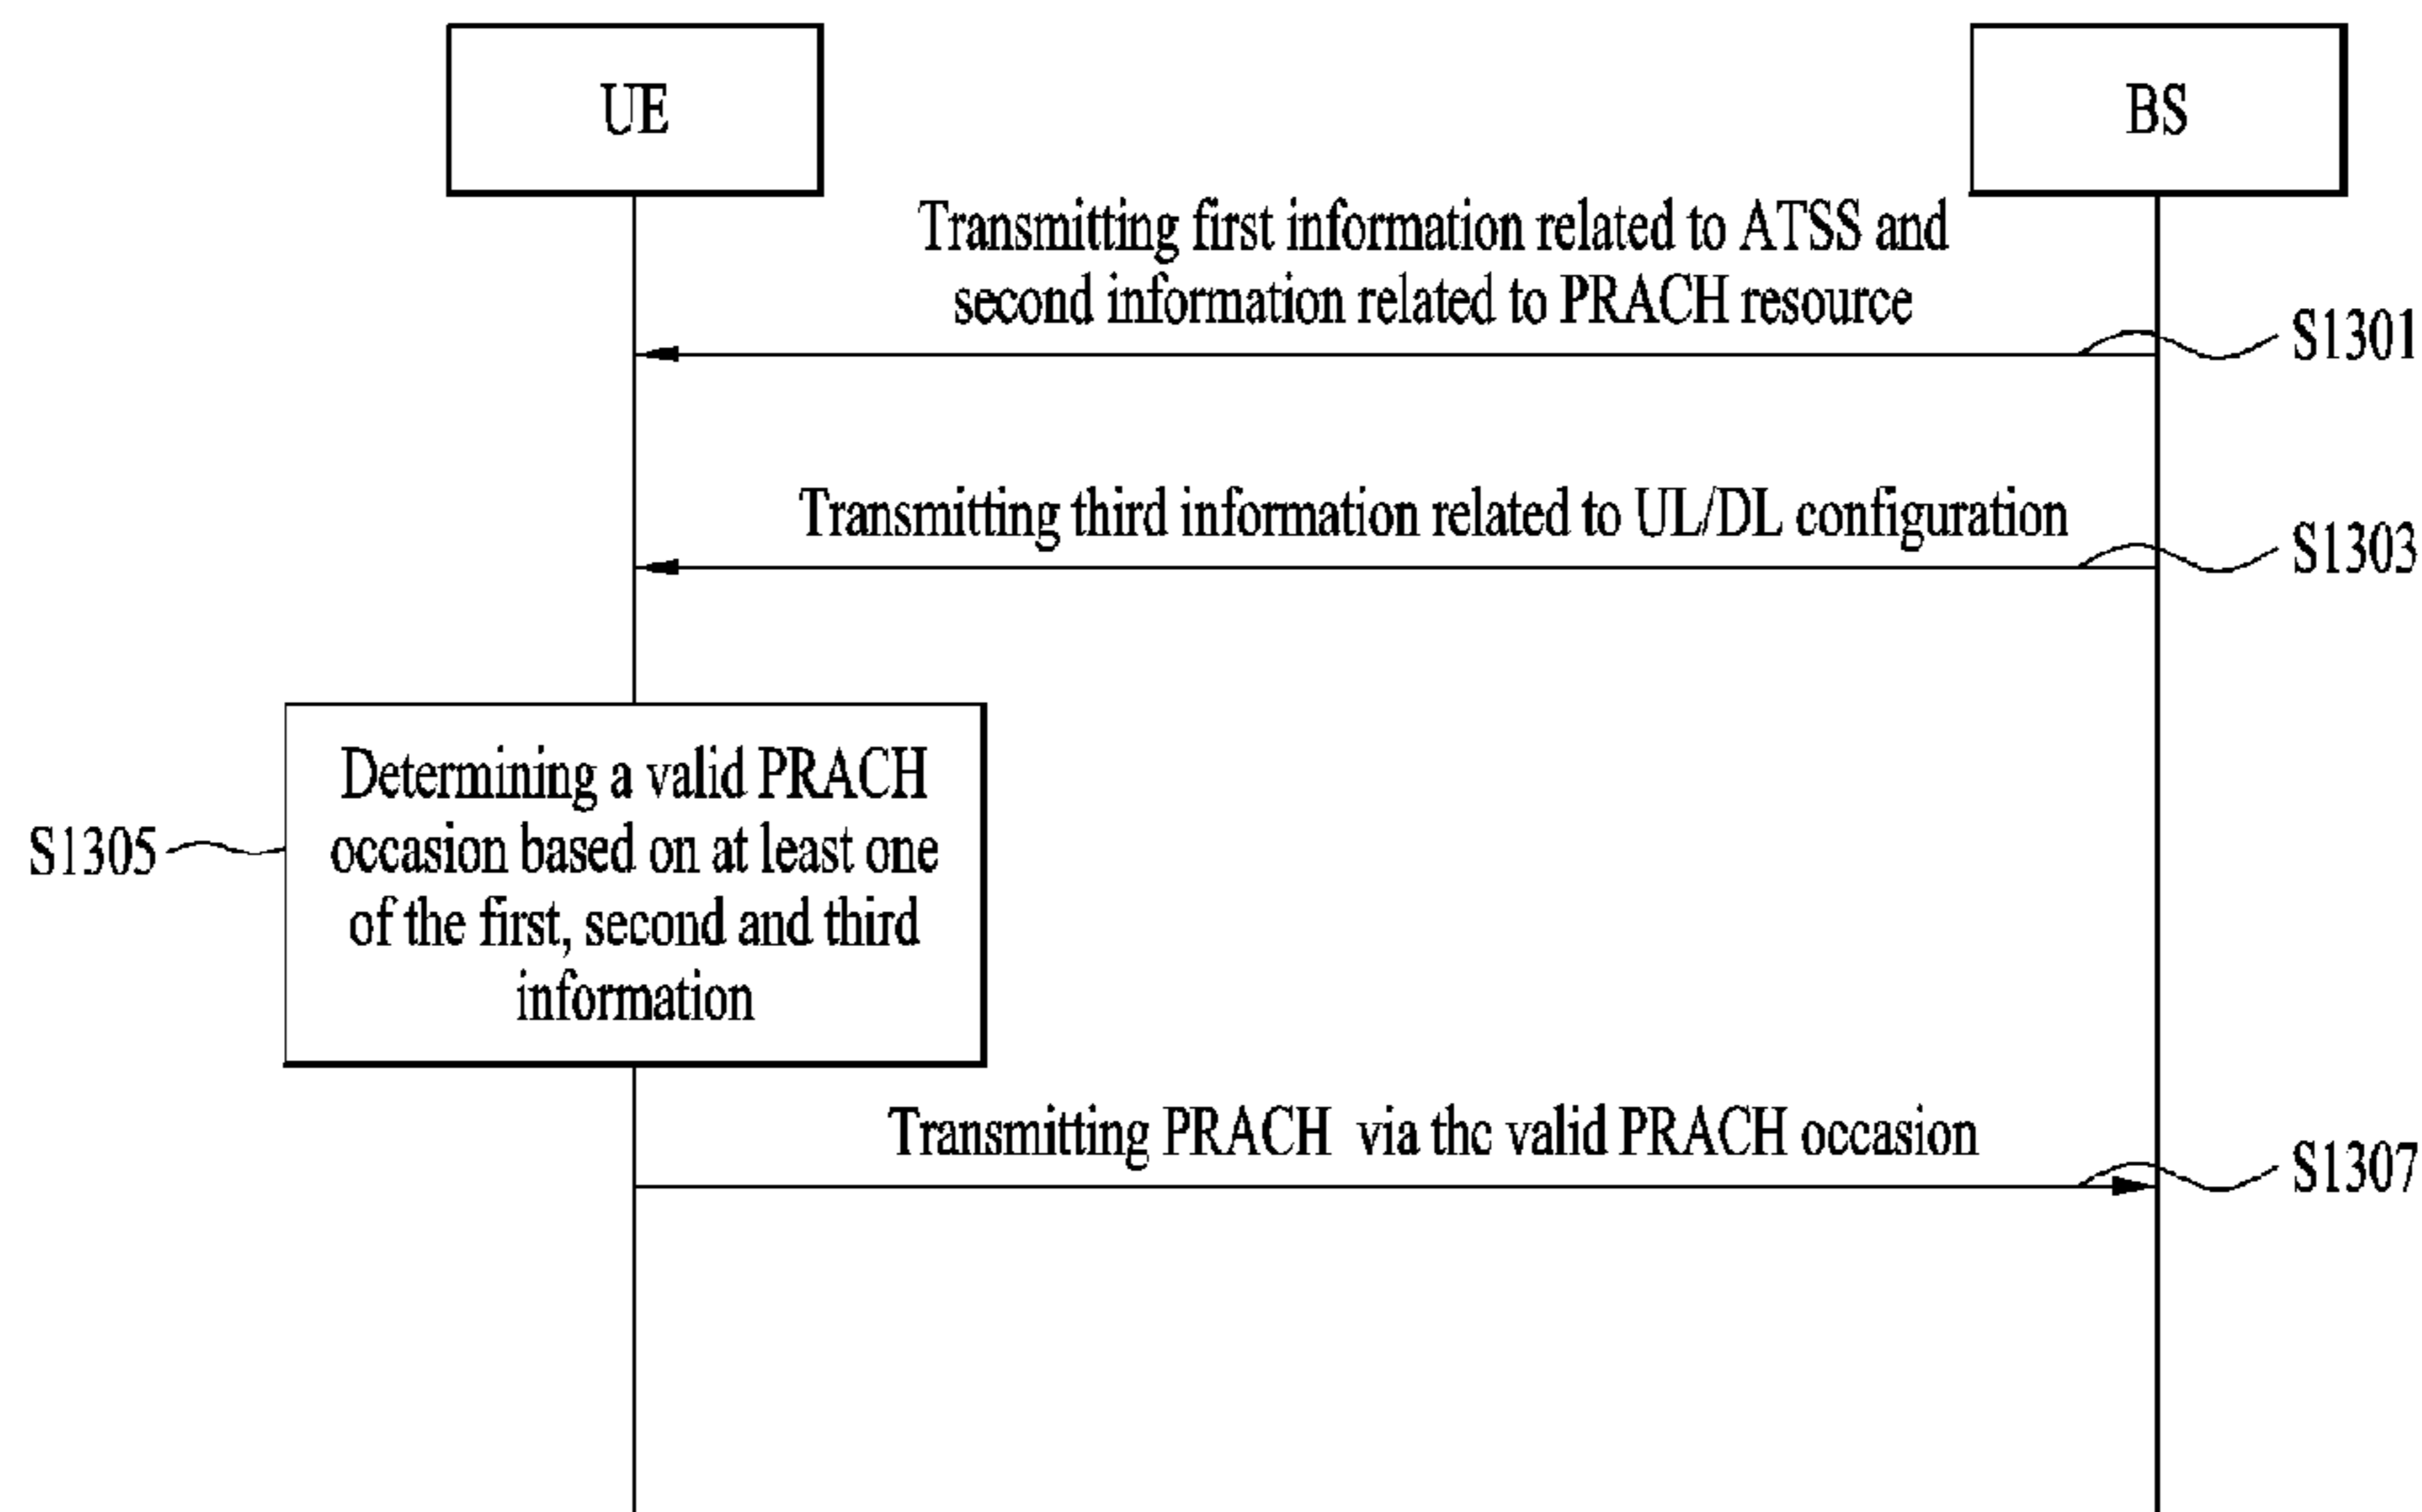 UE
BS
Transmitting first information related to ATSS and
second information related to PRACH resource
S1301
Transmitting third information related to UL/DL configuration
S1303
Determining a valid PRACH
occasion based on at least one
of the first, second and third
information
S1305
Transmitting PRACH via the valid PRACH occasion
S1307